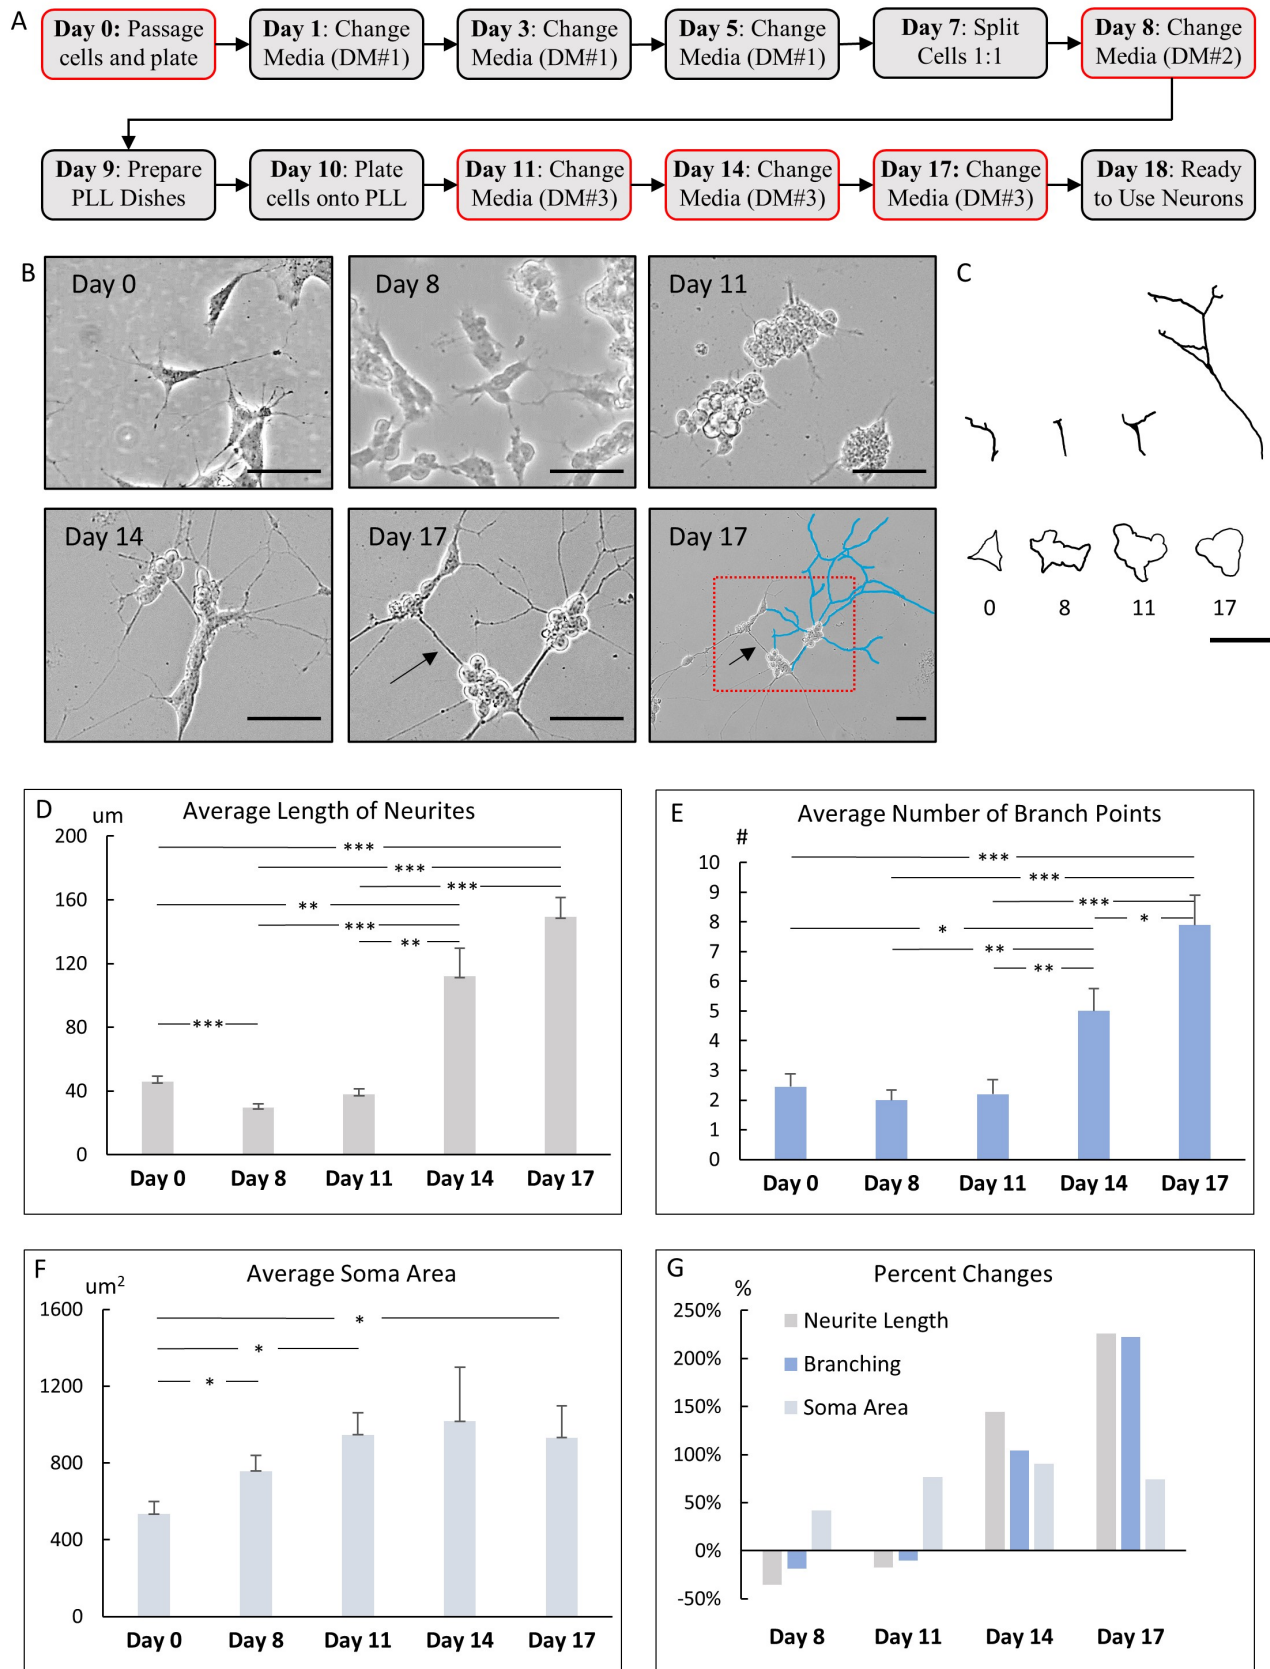 A
Day 0: Passage
cells and plate
Day 1: Change
Media (DM#1)
Day 3: Change
Media (DM#1)
Day 5: Change
Media (DM#1)
Day 7: Split
Cells 1:1
Day 8: Change
Media (DM#2)
Day 9: Prepare
PLL Dishes
Day 10: Plate
cells onto PLL
Day 11: Change
Media (DM#3)
Day 14: Change
Media (DM#3)
Day 17: Change
Media (DM#3)
Day 18: Ready
to Use Neurons
B
Day 0
Day 8
Day 11
Day 14
Day 17
Day 17
C
0
8
11
17
D
um
Average Length of Neurites
200
160
120
80
40
0
***
***
***
**
***
**
***
Day 0
Day 8
Day 11
Day 14
Day 17
E
Average Number of Branch Points
#
10
9
8
7
6
5
4
3
2
1
0
***
***
***
*
*
**
**
Day 0
Day 8
Day 11
Day 14
Day 17
F
um²
Average Soma Area
1600
1200
800
400
0
*
*
*
Day 0
Day 8
Day 11
Day 14
Day 17
G
Percent Changes
%
250%
200%
150%
100%
50%
0%
-50%
Neurite Length
Branching
Soma Area
Day 8
Day 11
Day 14
Day 17